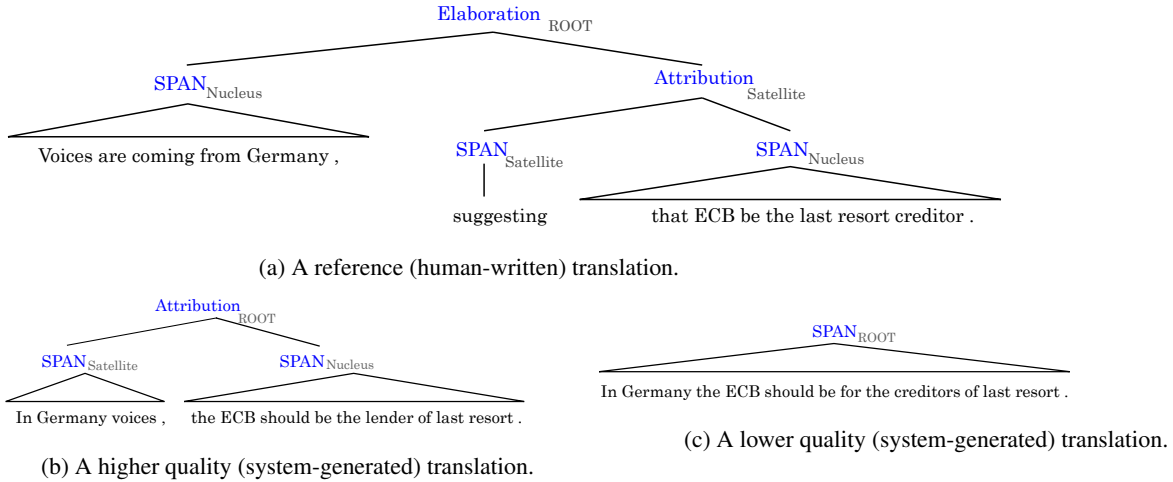 Elaboration ROOT
SPAN Nucleus
Attribution Satellite
Voices are coming from Germany ,
SPAN Satellite
SPAN Nucleus
suggesting
that ECB be the last resort creditor .
(a) A reference (human-written) translation.
Attribution ROOT
SPAN Satellite
SPAN Nucleus
In Germany voices ,
the ECB should be the lender of last resort .
(b) A higher quality (system-generated) translation.
SPAN ROOT
In Germany the ECB should be for the creditors of last resort .
(c) A lower quality (system-generated) translation.